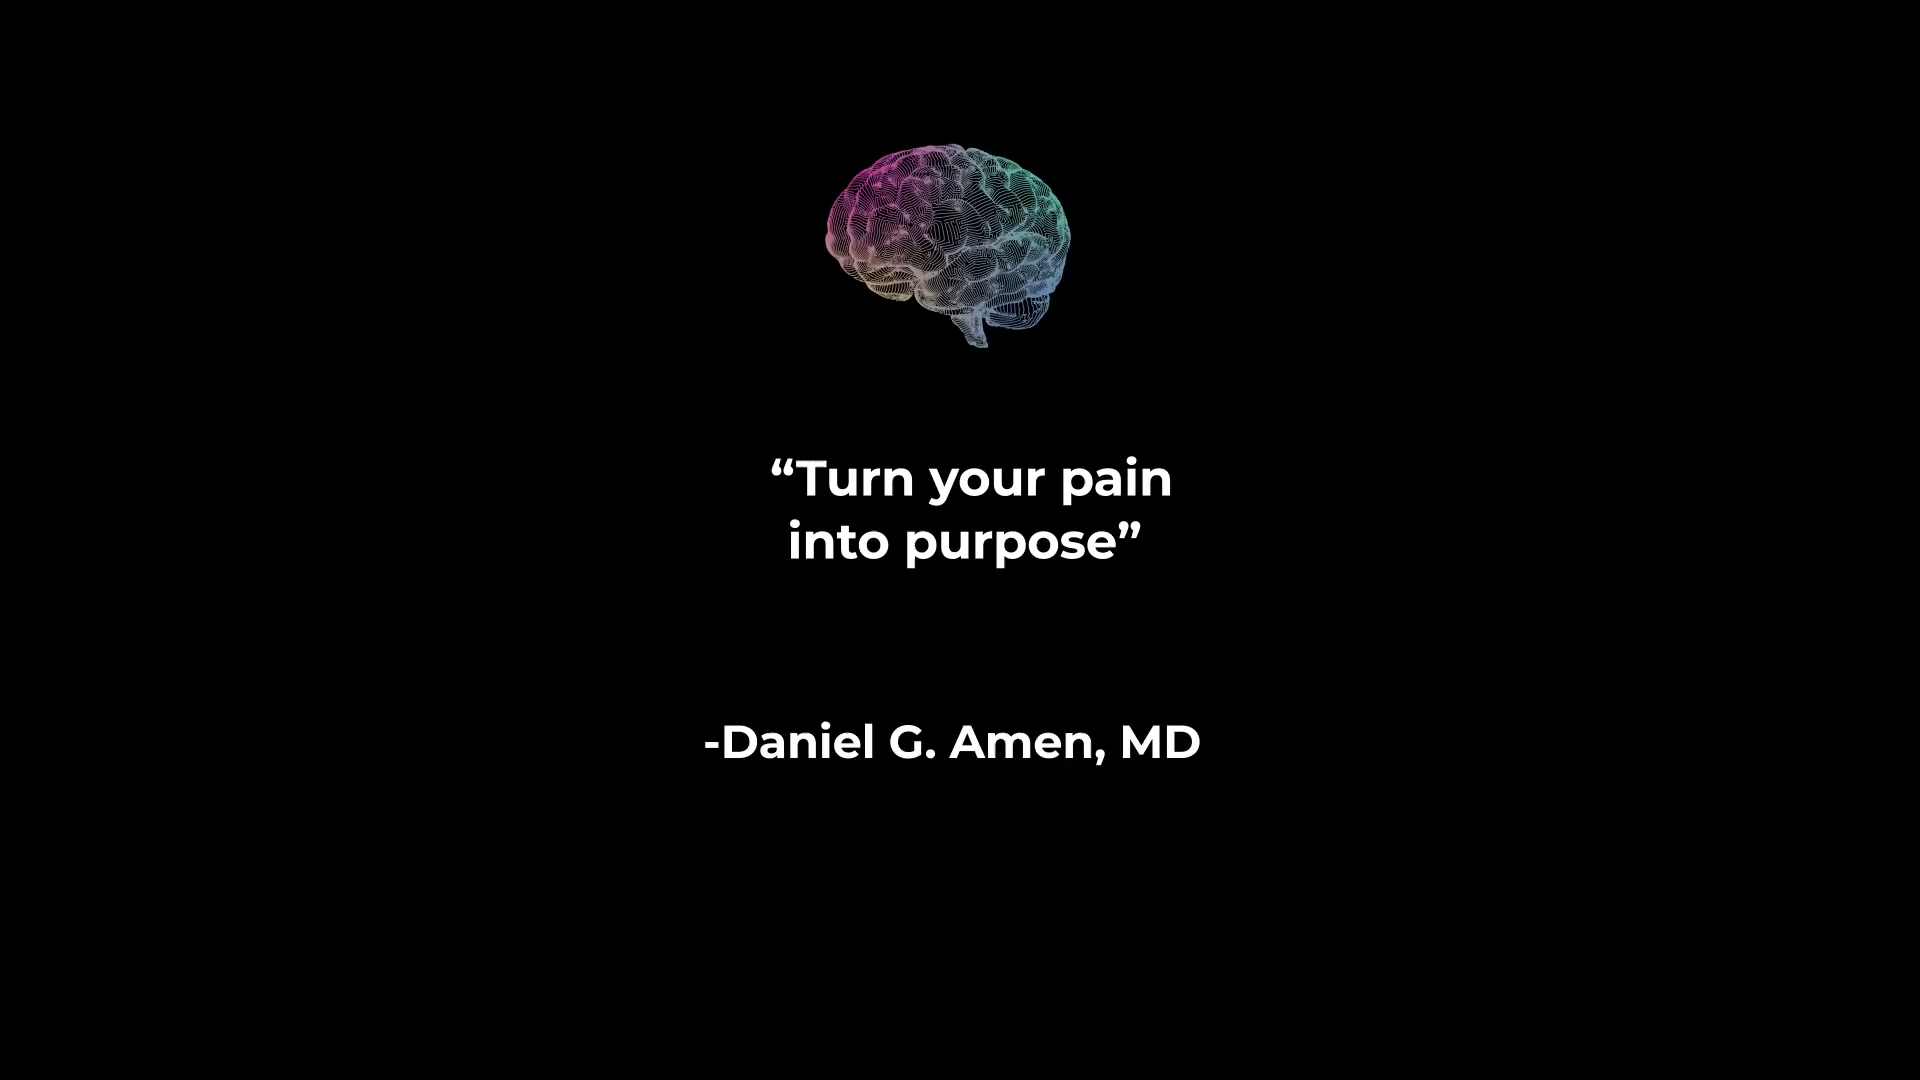 “Turn your pain
into purpose”
-Daniel G. Amen, MD